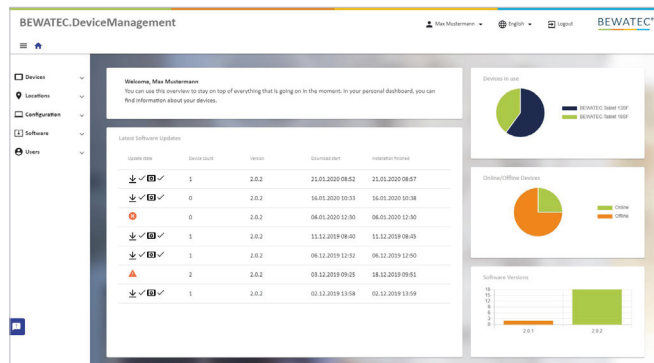 BEWATEC.DeviceManagement
Max Mustermann
English
Logout
BEWATEC
Devices
Locations
Configuration
Software
Users
Welcome, Max Mustermann
You can use this overview to stay on top of everything that is going on in the moment. In your personal dashboard, you can
find information about your devices.
Latest Software Updates
Update state Device count Version Download start Installation finished
1 2.0.2 21.01.2020 08:52 21.01.2020 08:57
0 2.0.2 16.01.2020 10:33 16.01.2020 10:38
0 2.0.2 06.01.2020 12:30 06.01.2020 12:30
1 2.0.2 11.12.2019 08:40 11.12.2019 08:45
1 2.0.2 06.12.2019 12:32 06.12.2019 12:50
2 2.0.2 03.12.2019 09:25 18.12.2019 09:51
1 2.0.2 02.12.2019 13:58 02.12.2019 13:59
Devices in use
BEWATEC Tablet
BEWATEC Tablet
Online/Offline Devices
Online
Offline
Software Versions
18
15
12
9
6
3
0
2.0.1 2.0.2